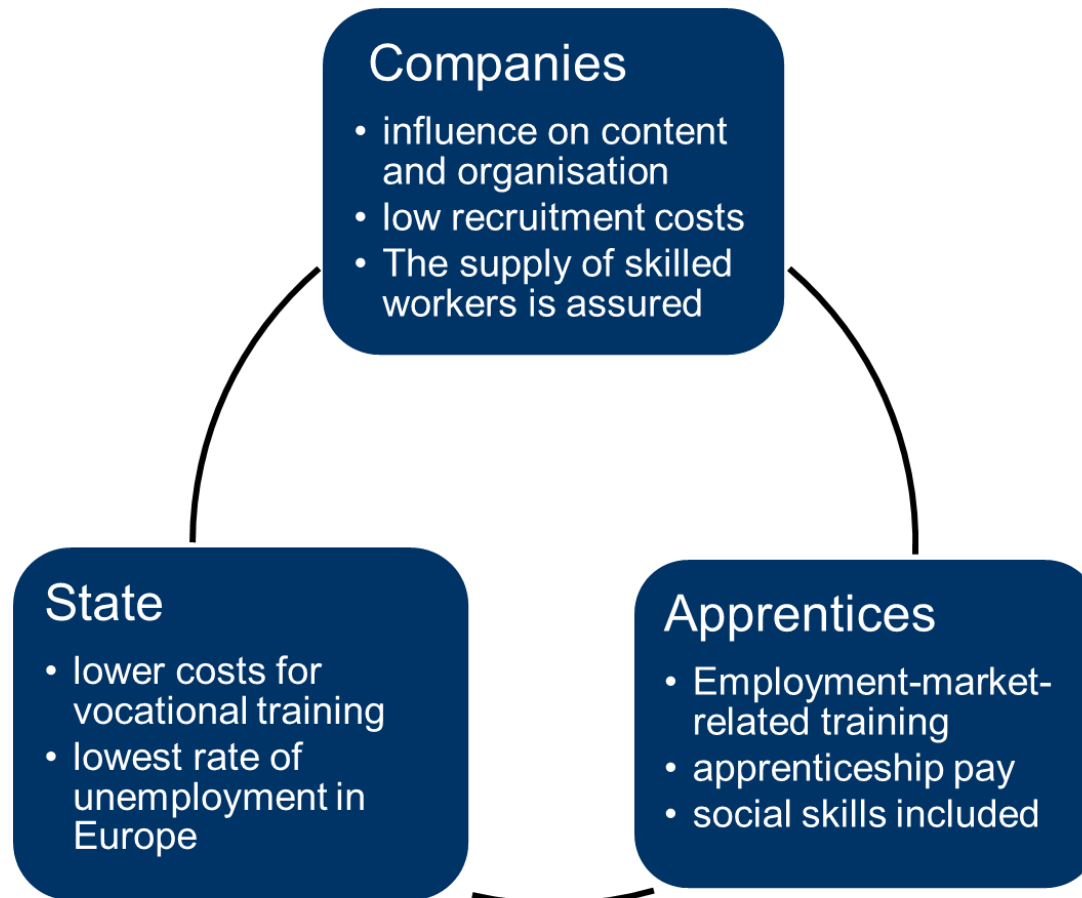 Companies
• influence on content
and organisation
• low recruitment costs
• The supply of skilled
workers is assured
State
• lower costs for
vocational training
• lowest rate of
unemployment in
Europe
Apprentices
• Employment-market-
related training
• apprenticeship pay
• social skills included